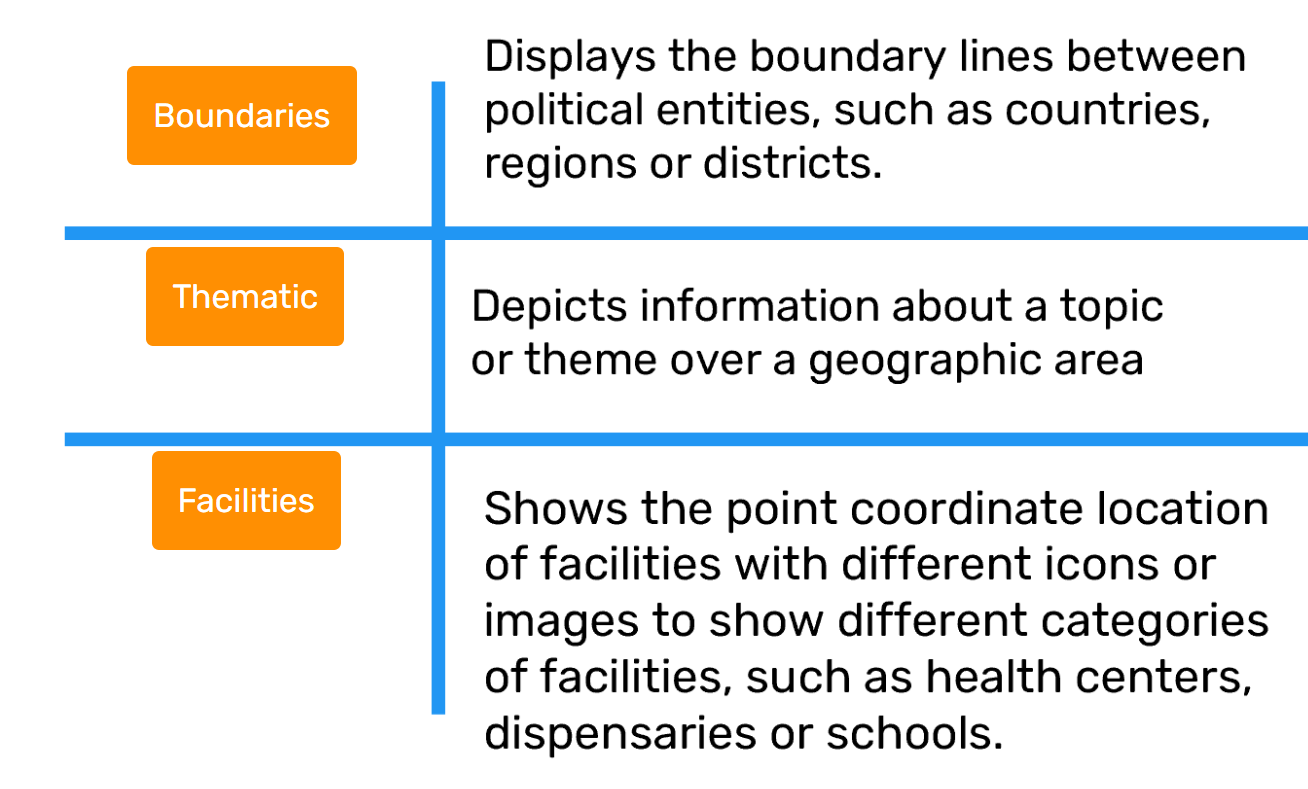 Boundaries
Displays the boundary lines between
political entities, such as countries,
regions or districts.
Thematic
Depicts information about a topic
or theme over a geographic area
Facilities
Shows the point coordinate location
of facilities with different icons or
images to show different categories
of facilities, such as health centers,
dispensaries or schools.